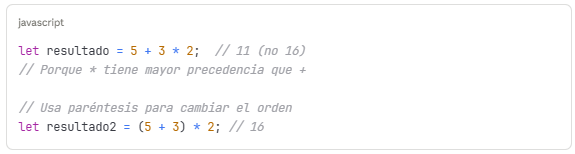 javascript
let resultado = 5 + 3 * 2;  // 11 (no 16)
// Porque * tiene mayor precedencia que +
// Usa paréntesis para cambiar el orden
let resultado2 = (5 + 3) * 2; // 16